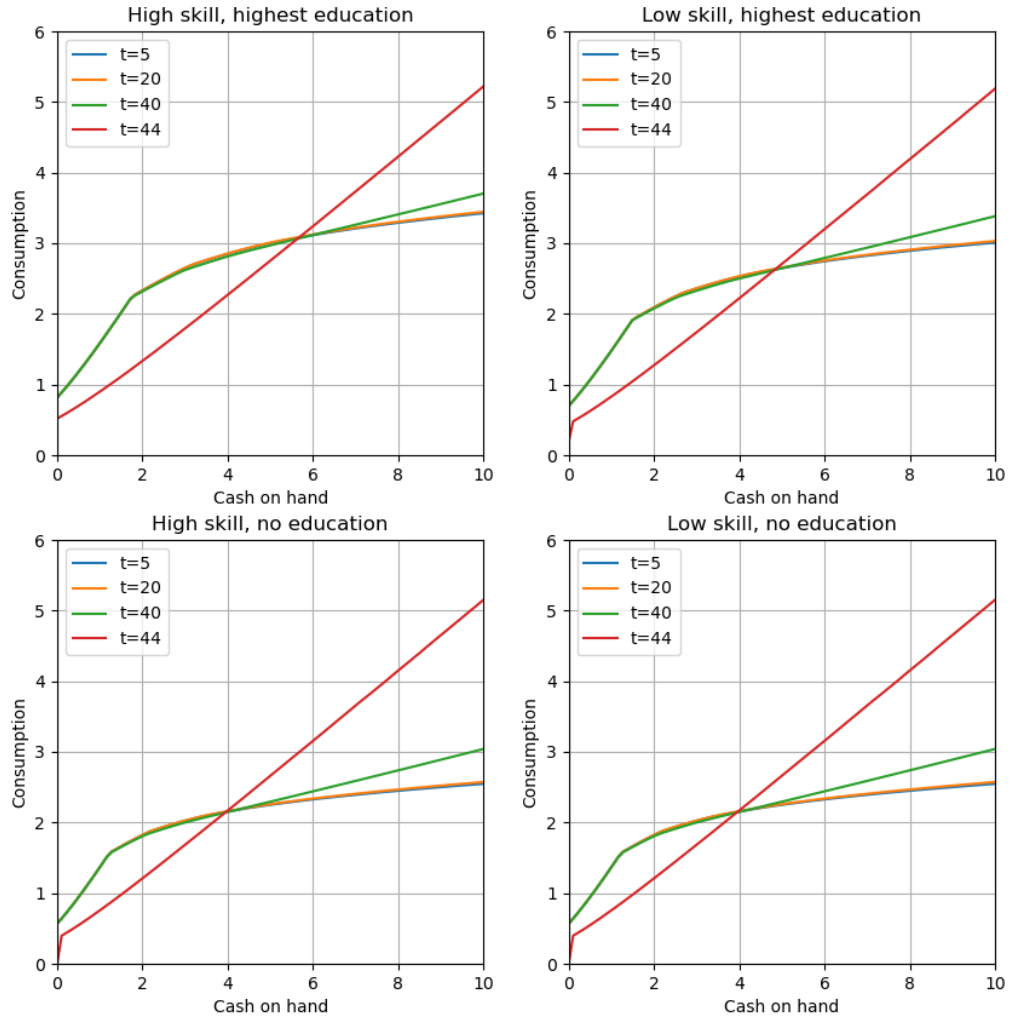 High skill, highest education
6
5
4
3
2
1
0
Consumption
t=5
t=20
t=40
t=44
0 2 4 6 8 10
Cash on hand
Low skill, highest education
6
5
4
3
2
1
0
Consumption
t=5
t=20
t=40
t=44
0 2 4 6 8 10
Cash on hand
High skill, no education
6
5
4
3
2
1
0
Consumption
t=5
t=20
t=40
t=44
0 2 4 6 8 10
Cash on hand
Low skill, no education
6
5
4
3
2
1
0
Consumption
t=5
t=20
t=40
t=44
0 2 4 6 8 10
Cash on hand